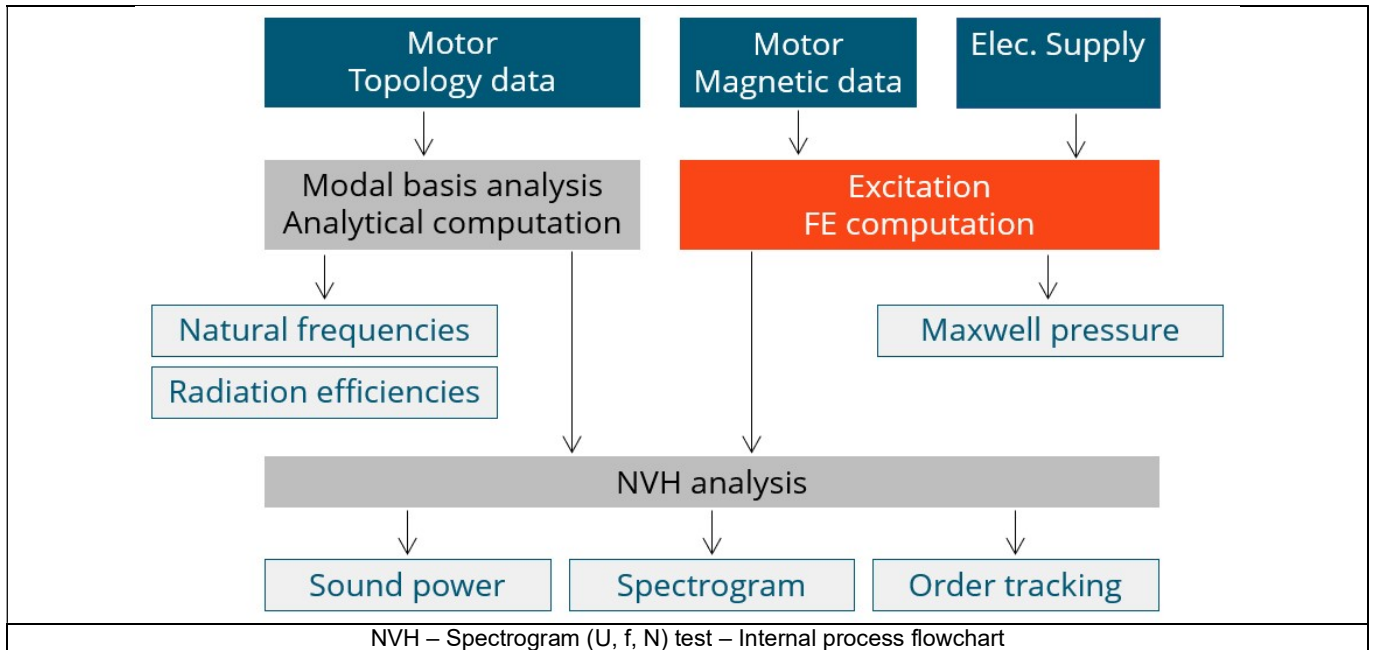 Motor
Topology data
Motor
Magnetic data
Elec. Supply
Modal basis analysis
Analytical computation
Excitation
FE computation
Natural frequencies
Radiation efficiencies
Maxwell pressure
NVH analysis
Sound power
Spectrogram
Order tracking
NVH – Spectrogram (U, f, N) test – Internal process flowchart